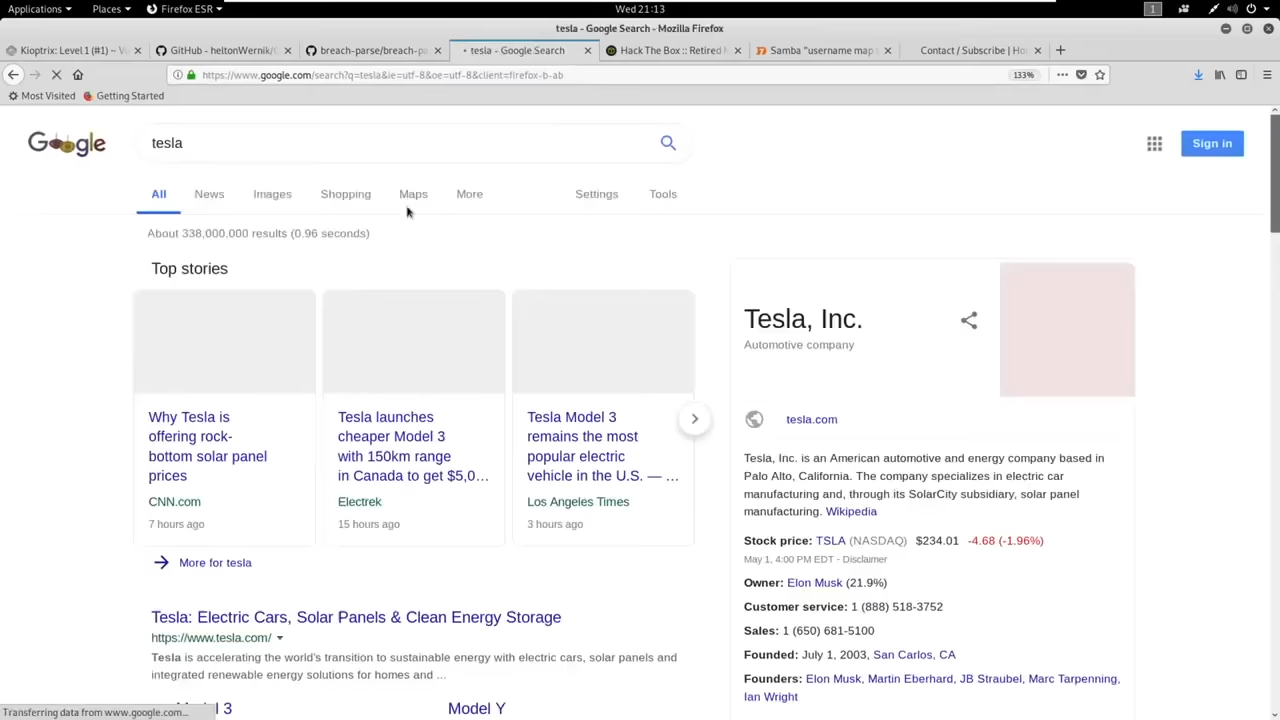 Applications
Places
Firefox ESR
Wed 21:13
1
tesla - Google Search - Mozilla Firefox
Kioptrix: Level 1 (#1) ~ Vu
GitHub - heltonWernik/
breach-parse/breach-pa
tesla - Google Search
Hack The Box :: Retired M
Samba "username map s
Contact / Subscribe | Ho
https://www.google.com/search?q=tesla&ie=utf-8&oe=utf-8&client=firefox-b-ab
133%
Most Visited
Getting Started
Google
tesla
Sign in
All
News
Images
Shopping
Maps
More
Settings
Tools
About 338,000,000 results (0.96 seconds)
Top stories
Why Tesla is
offering rock-
bottom solar panel
prices
CNN.com
7 hours ago
Tesla launches
cheaper Model 3
with 150km range
in Canada to get $5,0...
Electrek
15 hours ago
Tesla Model 3
remains the most
popular electric
vehicle in the U.S. — ...
Los Angeles Times
3 hours ago
More for tesla
Tesla: Electric Cars, Solar Panels & Clean Energy Storage
https://www.tesla.com/
Tesla is accelerating the world's transition to sustainable energy with electric cars, solar panels and
integrated renewable energy solutions for homes and ...
3
Model Y
Tesla, Inc.
Automotive company
tesla.com
Tesla, Inc. is an American automotive and energy company based in
Palo Alto, California. The company specializes in electric car
manufacturing and, through its SolarCity subsidiary, solar panel
manufacturing. Wikipedia
Stock price: TSLA (NASDAQ) $234.01 -4.68 (-1.96%)
May 1, 4:00 PM EDT - Disclaimer
Owner: Elon Musk (21.9%)
Customer service: 1 (888) 518-3752
Sales: 1 (650) 681-5100
Founded: July 1, 2003, San Carlos, CA
Founders: Elon Musk, Martin Eberhard, JB Straubel, Marc Tarpenning,
Ian Wright
Transferring data from www.google.com...